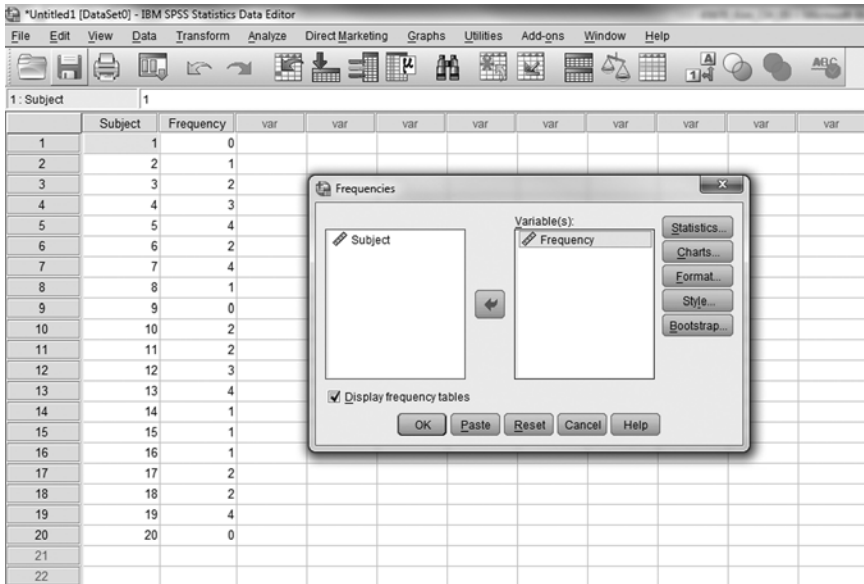 *Untitled1 [DataSet0] - IBM SPSS Statistics Data Editor
File Edit View Data Transform Analyze Direct Marketing Graphs Utilities Add-ons Window Help
1 : Subject 1
Subject Frequency var var var var var var var var var
1 1 0
2 2 1
3 3 2
4 4 3
5 5 4
6 6 2
7 7 4
8 8 1
9 9 0
10 10 2
11 11 2
12 12 3
13 13 4
14 14 1
15 15 1
16 16 1
17 17 2
18 18 2
19 19 4
20 20 0
21
22
Frequencies
Subject
Variable(s):
Frequency
Statistics...
Charts...
Format...
Style...
Bootstrap...
Display frequency tables
OK Paste Reset Cancel Help